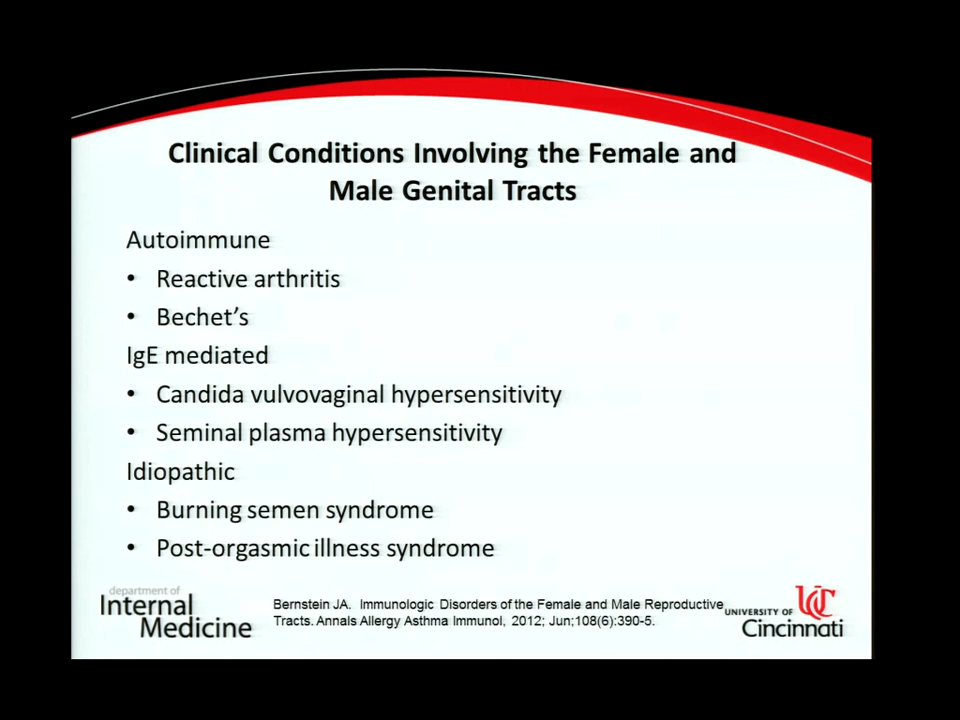 Clinical Conditions Involving the Female and
Male Genital Tracts
Autoimmune
• Reactive arthritis
• Bechet’s
IgE mediated
• Candida vulvovaginal hypersensitivity
• Seminal plasma hypersensitivity
Idiopathic
• Burning semen syndrome
• Post-orgasmic illness syndrome
department of
Internal
Medicine
Bernstein JA. Immunologic Disorders of the Female and Male Reproductive
Tracts. Annals Allergy Asthma Immunol, 2012; Jun;108(6):390-5.
UC
UNIVERSITY OF
Cincinnati